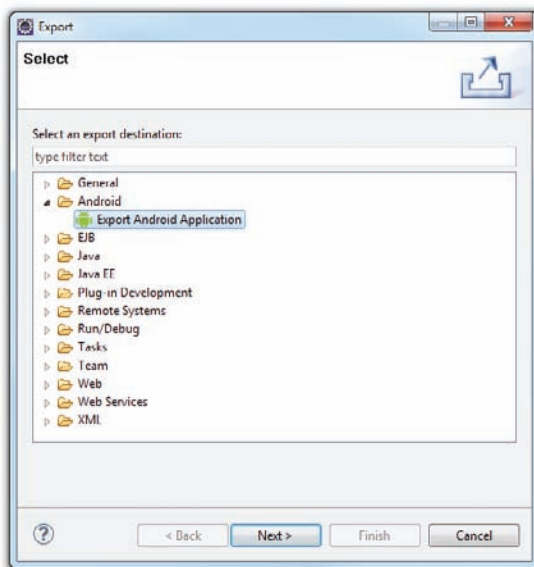 Export
Select
Select an export destination:
type filter text
General
Android
Export Android Application
EJB
Java
Java EE
Plug-in Development
Remote Systems
Run/Debug
Tasks
Team
Web
Web Services
XML
?
< Back
Next >
Finish
Cancel